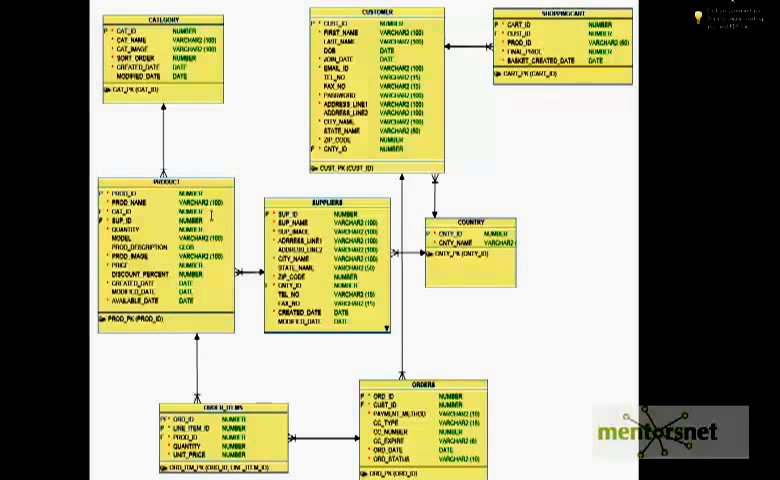 CATEGORY
P * CAT_ID NUMBER
* CAT_NAME VARCHAR2 (100)
* CAT_IMAGE VARCHAR2 (100)
* SORT_ORDER NUMBER
* CREATED_DATE DATE
MODIFIED_DATE DATE
CAT_PK (CAT_ID)
CUSTOMER
P * CUST_ID NUMBER
* FIRST_NAME VARCHAR2 (100)
* LAST_NAME VARCHAR2 (100)
DOB DATE
* JOIN_DATE DATE
* EMAIL_ID VARCHAR2 (100)
* TEL_NO VARCHAR2 (15)
FAX_NO VARCHAR2 (15)
* PASSWORD VARCHAR2 (100)
* ADDRESS_LINE1 VARCHAR2 (100)
ADDRESS_LINE2 VARCHAR2 (100)
* CITY_NAME VARCHAR2 (100)
* STATE_NAME VARCHAR2 (50)
* ZIP_CODE NUMBER
F * CNTY_ID NUMBER
CUST_PK (CUST_ID)
SHOPPINGCART
P * CART_ID NUMBER
F * CUST_ID NUMBER
* PROD_ID VARCHAR2 (50)
* FINAL_PRICE NUMBER
* BASKET_CREATED_DATE DATE
CART_PK (CART_ID)
PRODUCT
P * PROD_ID NUMBER
* PROD_NAME VARCHAR2 (100)
F * CAT_ID NUMBER
F * SUP_ID NUMBER
* QUANTITY NUMBER
MODEL VARCHAR2 (100)
PROD_DESCRIPTION CLOB
* PROD_IMAGE VARCHAR2 (100)
* PRICE NUMBER
DISCOUNT_PERCENT NUMBER
* CREATED_DATE DATE
MODIFIED_DATE DATE
* AVAILABLE_DATE DATE
PROD_PK (PROD_ID)
SUPPLIERS
P * SUP_ID NUMBER
* SUP_NAME VARCHAR2 (100)
* SUP_IMAGE VARCHAR2 (100)
* ADRRESS_LINE1 VARCHAR2 (100)
ADDRESS_LINE2 VARCHAR2 (100)
* CITY_NAME VARCHAR2 (100)
* STATE_NAME VARCHAR2 (50)
* ZIP_CODE NUMBER
F * CNTY_ID NUMBER
TEL_NO VARCHAR2 (15)
FAX_NO VARCHAR2 (15)
* CREATED_DATE DATE
MODIFIED_DATE DATE
COUNTRY
P * CNTY_ID NUMBER
* CNTY_NAME VARCHAR2 (
CNTY_PK (CNTY_ID)
ORDER_ITEMS
PF * ORD_ID NUMBER
P * LINE_ITEM_ID NUMBER
F * PROD_ID NUMBER
* QUANTITY NUMBER
* UNIT_PRICE NUMBER
ORD_ITM_PK (ORD_ID, LINE_ITEM_ID)
ORDERS
P * ORD_ID NUMBER
F * CUST_ID NUMBER
* PAYMENT_METHOD VARCHAR2 (10)
CC_TYPE VARCHAR2 (15)
CC_NUMBER NUMBER
CC_EXPIRE VARCHAR2 (6)
* ORD_DATE DATE
* ORD_STATUS VARCHAR2 (10)
ORD_PK (ORD_ID)
mentorsnet